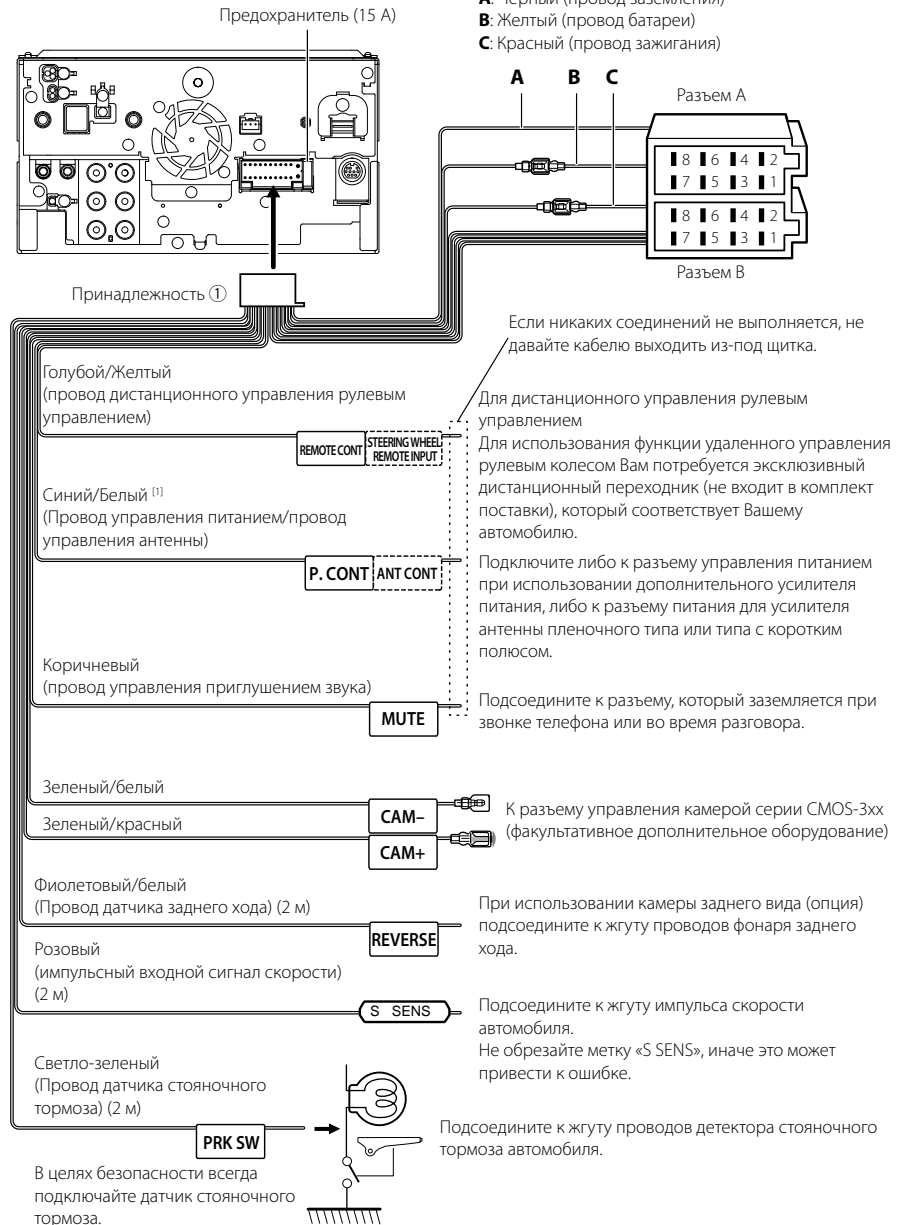 A: Черный (провод заземления)
Предохранитель (15 А)
B: Желтый (провод батареи)
C: Красный (провод зажигания)
A B C
Разъем A
8 6 4 2
7 5 3 1
8 6 4 2
7 5 3 1
Разъем B
Принадлежность ①
Если никаких соединений не выполняется, не
давайте кабелю выходить из-под щитка.
Голубой/Желтый
(провод дистанционного управления рулевым
управлением)
REMOTE CONT
STEERING WHEEL
REMOTE INPUT
Для дистанционного управления рулевым
управлением
Для использования функции удаленного управления
рулевым колесом Вам потребуется эксклюзивный
дистанционный переходник (не входит в комплект
поставки), который соответствует Вашему
автомобилю.
Синий/Белый [1]
(Провод управления питанием/провод
управления антенны)
P. CONT ANT CONT
Подключите либо к разъему управления питанием
при использовании дополнительного усилителя
питания, либо к разъему питания для усилителя
антенны пленочного типа или типа с коротким
полюсом.
Коричневый
(провод управления приглушением звука)
MUTE
Подсоедините к разъему, который заземляется при
звонке телефона или во время разговора.
Зеленый/белый
CAM–
Зеленый/красный
CAM+
К разъему управления камерой серии CMOS-3xx
(факультативное дополнительное оборудование)
Фиолетовый/белый
(Провод датчика заднего хода) (2 м)
REVERSE
При использовании камеры заднего вида (опция)
подсоедините к жгуту проводов фонаря заднего
хода.
Розовый
(импульсный входной сигнал скорости)
(2 м)
S SENS
Подсоедините к жгуту импульса скорости
автомобиля.
Не обрезайте метку «S SENS», иначе это может
привести к ошибке.
Светло-зеленый
(Провод датчика стояночного
тормоза) (2 м)
PRK SW
Подсоедините к жгуту проводов детектора стояночного
тормоза автомобиля.
В целях безопасности всегда
подключайте датчик стояночного
тормоза.